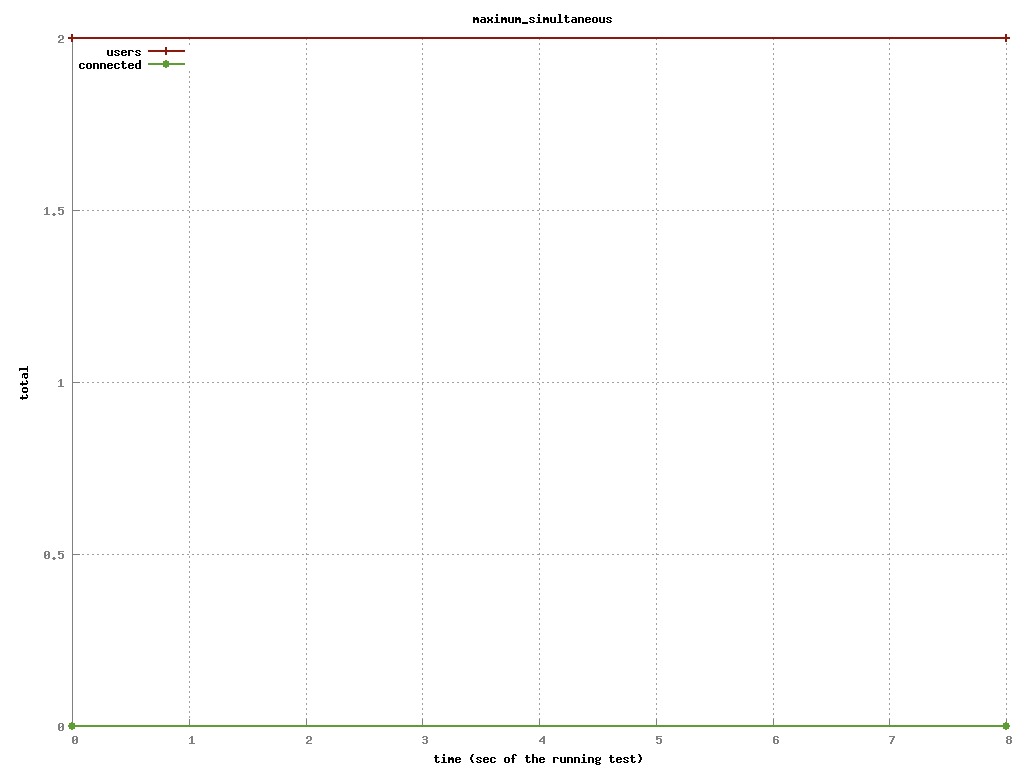 maximum_simultaneous
2
users
connected
1.5
total
1
0.5
0
0 1 2 3 4 5 6 7 8
time (sec of the running test)